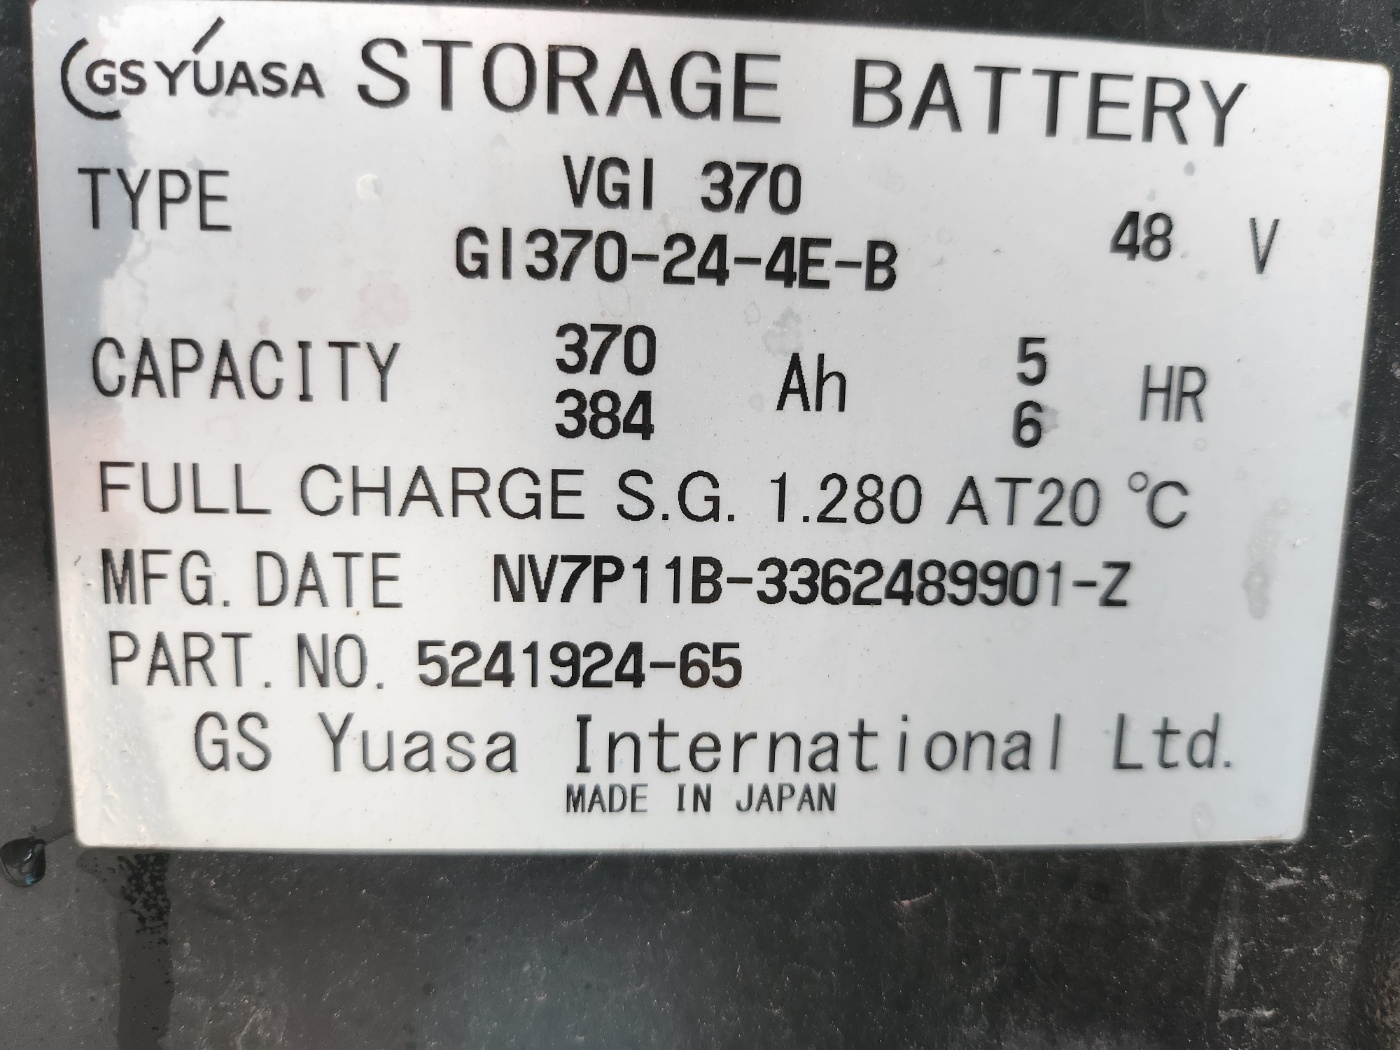 GS YUASA STORAGE BATTERY
TYPE VGI 370 48 V
GI370-24-4E-B
CAPACITY 370 Ah 5 HR
384 6
FULL CHARGE S.G. 1.280 AT20 °C
MFG. DATE NV7P11B-3362489901-Z
PART. NO. 5241924-65
GS Yuasa International Ltd.
MADE IN JAPAN